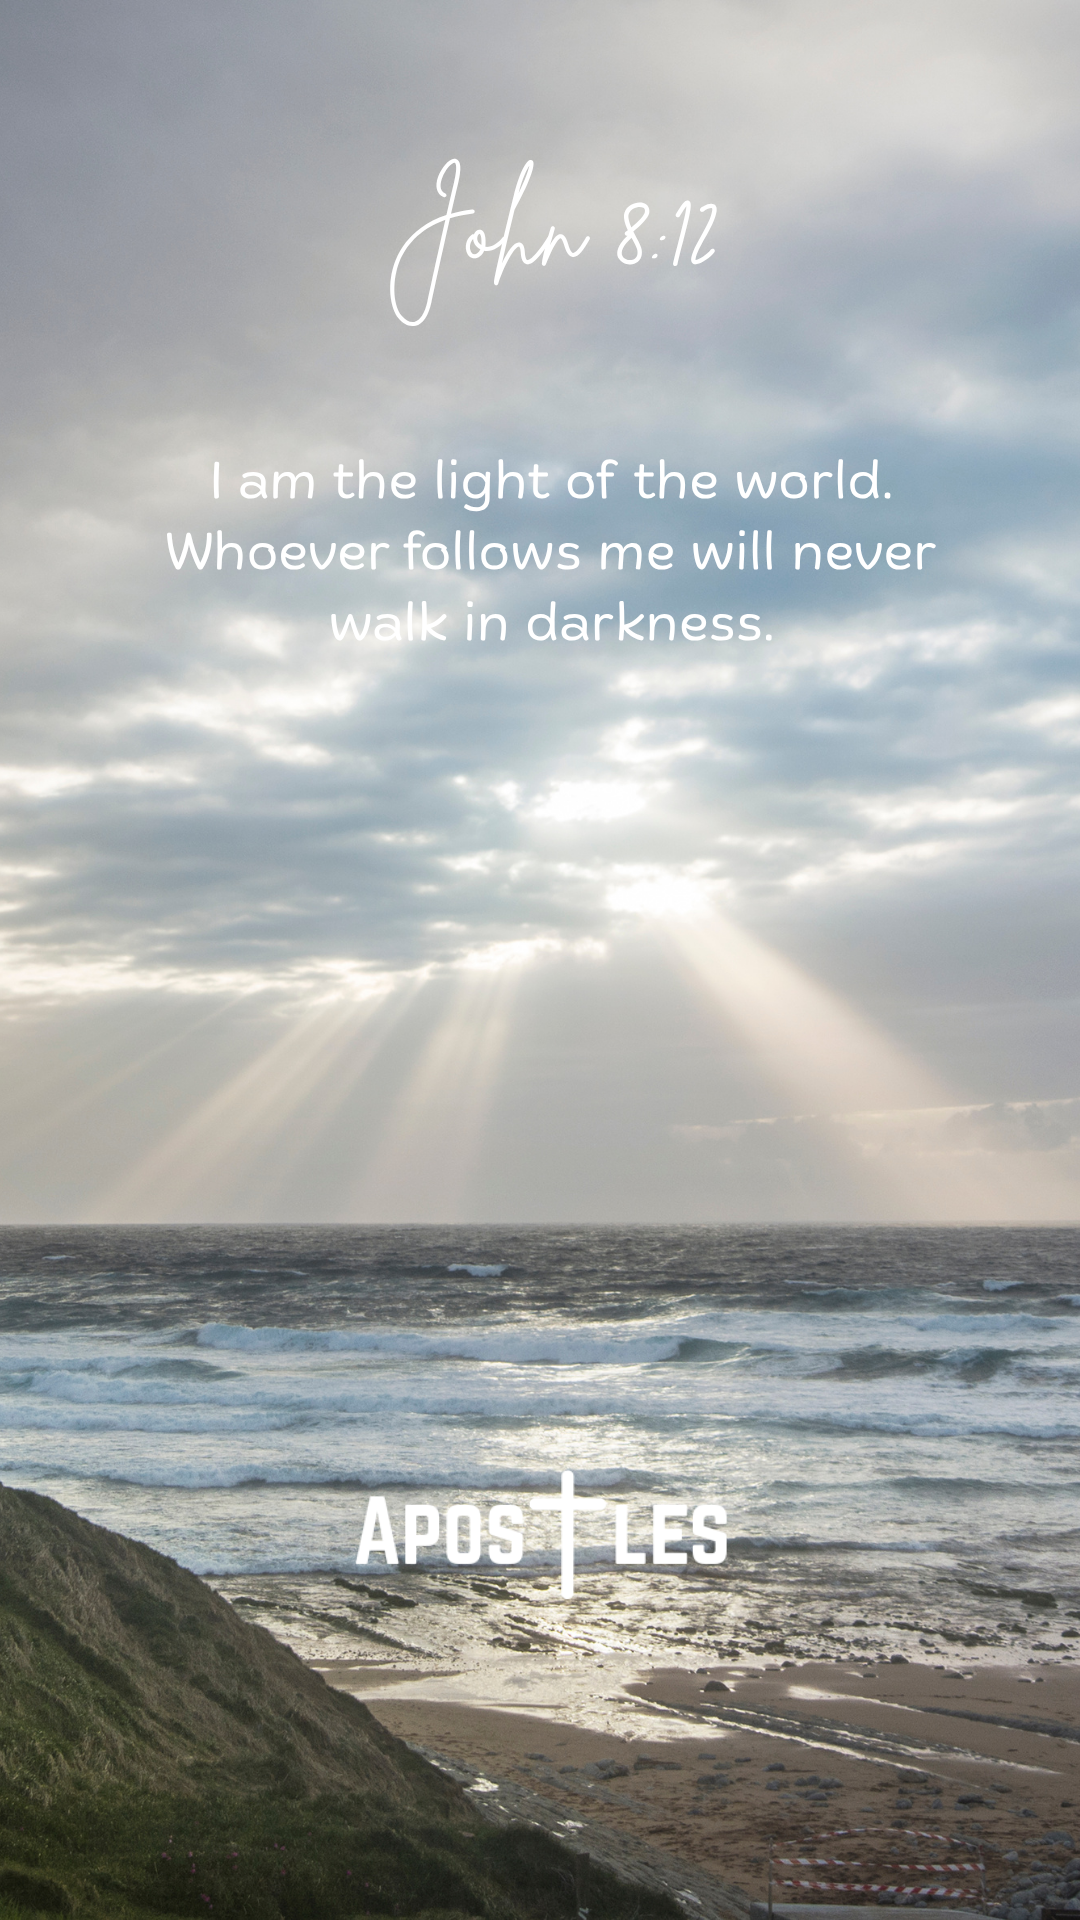 John 8:12
I am the light of the world.
Whoever follows me will never
walk in darkness.
APOSTLES